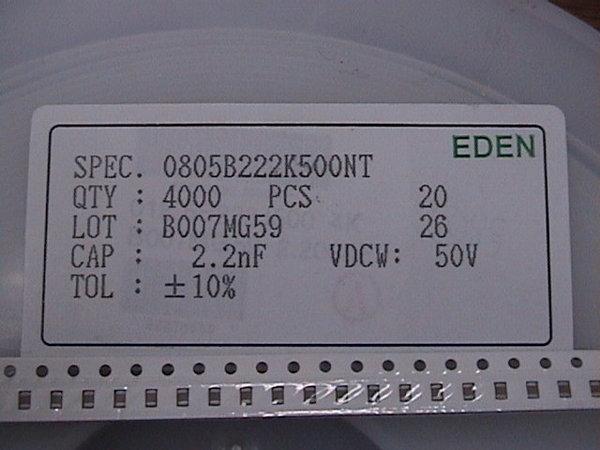 EDEN
SPEC. 0805B222K500NT
QTY : 4000 PCS 20
LOT : B007MG59 26
CAP : 2.2nF VDCW: 50V
TOL : ±10%